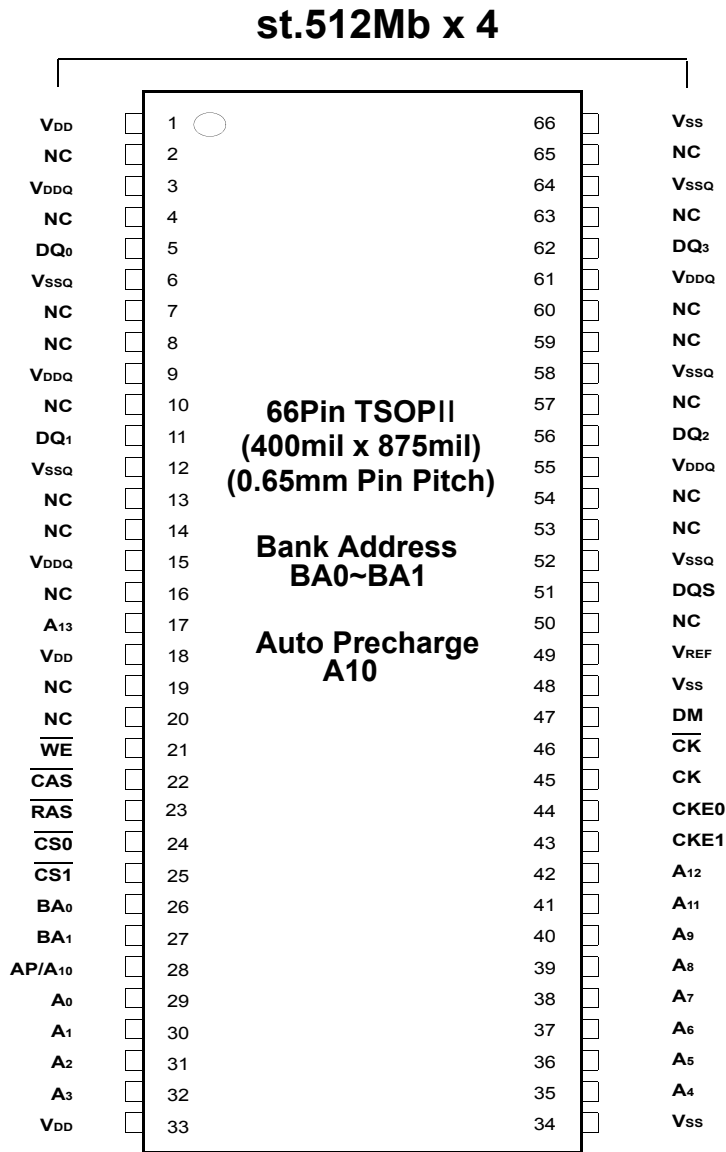 st.512Mb x 4
VDD 1 66 VSS
NC 2 65 NC
VDDQ 3 64 VSSQ
NC 4 63 NC
DQ0 5 62 DQ3
VSSQ 6 61 VDDQ
NC 7 60 NC
NC 8 59 NC
VDDQ 9 58 VSSQ
NC 10 57 NC
DQ1 11 56 DQ2
VSSQ 12 55 VDDQ
NC 13 54 NC
NC 14 53 NC
VDDQ 15 52 VSSQ
NC 16 51 DQS
A13 17 50 NC
VDD 18 49 VREF
NC 19 48 VSS
NC 20 47 DM
W̅E̅ 21 46 C̅K̅
C̅A̅S̅ 22 45 CK
R̅A̅S̅ 23 44 CKE0
C̅S̅0̅ 24 43 CKE1
C̅S̅1̅ 25 42 A12
BA0 26 41 A11
BA1 27 40 A9
AP/A10 28 39 A8
A0 29 38 A7
A1 30 37 A6
A2 31 36 A5
A3 32 35 A4
VDD 33 34 VSS
66Pin TSOPII
(400mil x 875mil)
(0.65mm Pin Pitch)
Bank Address
BA0~BA1
Auto Precharge
A10